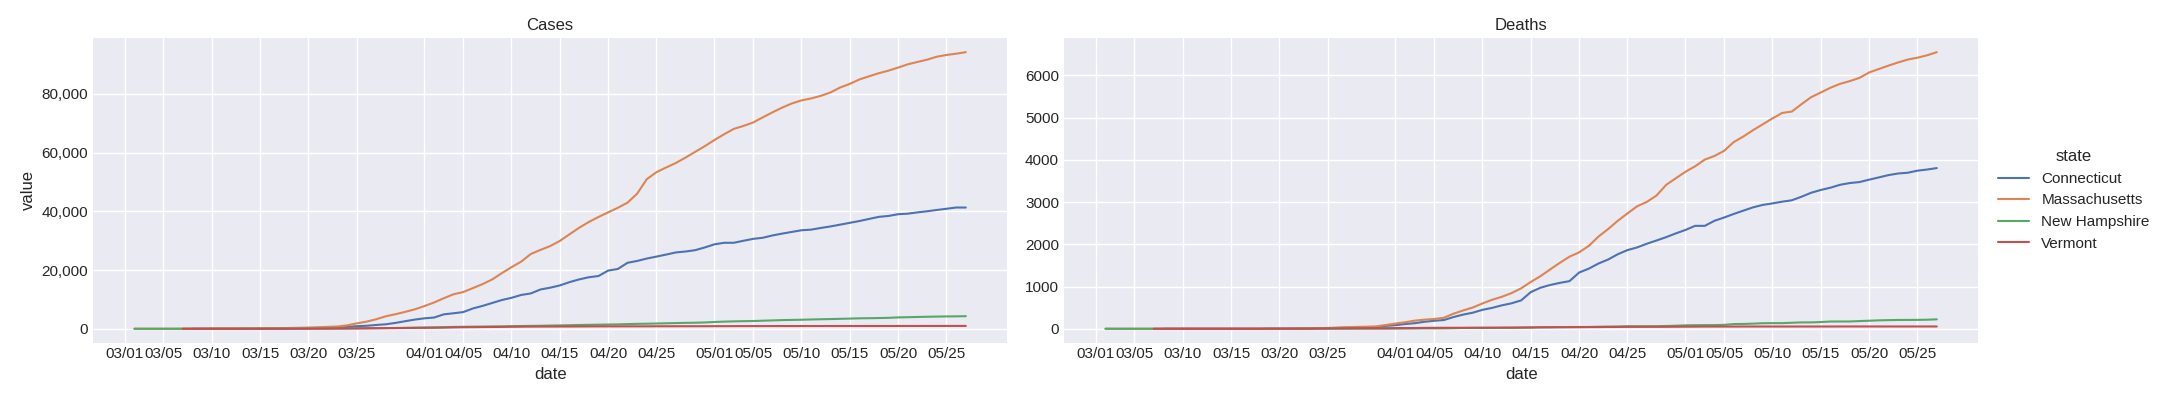 Cases
80,000
60,000
40,000
20,000
0
value
03/01 03/05 03/10 03/15 03/20 03/25 04/01 04/05 04/10 04/15 04/20 04/25 05/01 05/05 05/10 05/15 05/20 05/25
date
Deaths
6000
5000
4000
3000
2000
1000
0
03/01 03/05 03/10 03/15 03/20 03/25 04/01 04/05 04/10 04/15 04/20 04/25 05/01 05/05 05/10 05/15 05/20 05/25
date
state
Connecticut
Massachusetts
New Hampshire
Vermont